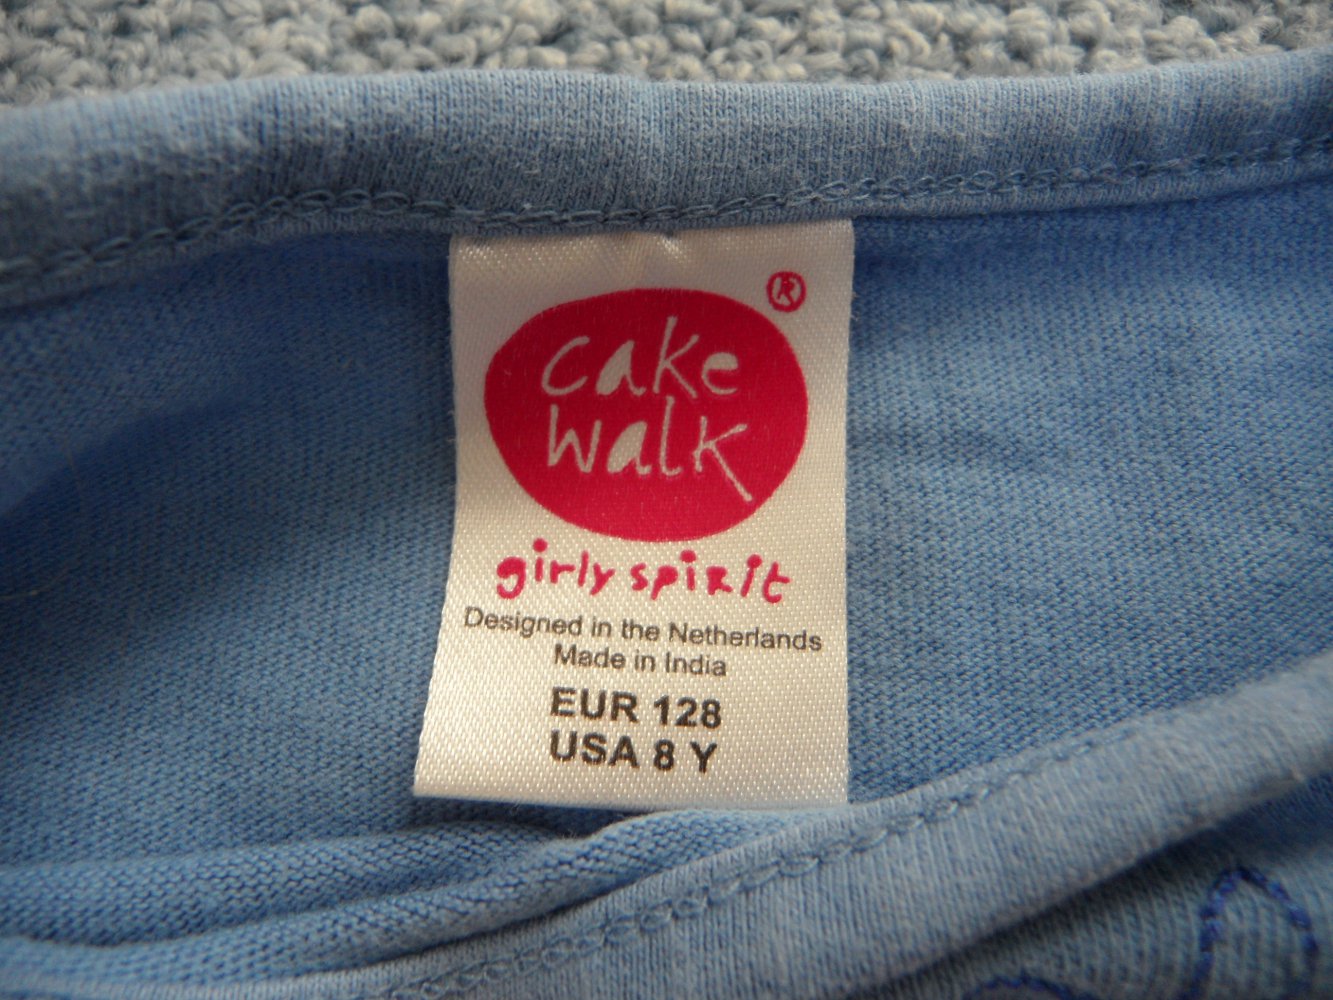 ®
cake
walk
girly spirit
Designed in the Netherlands
Made in India
EUR 128
USA 8 Y